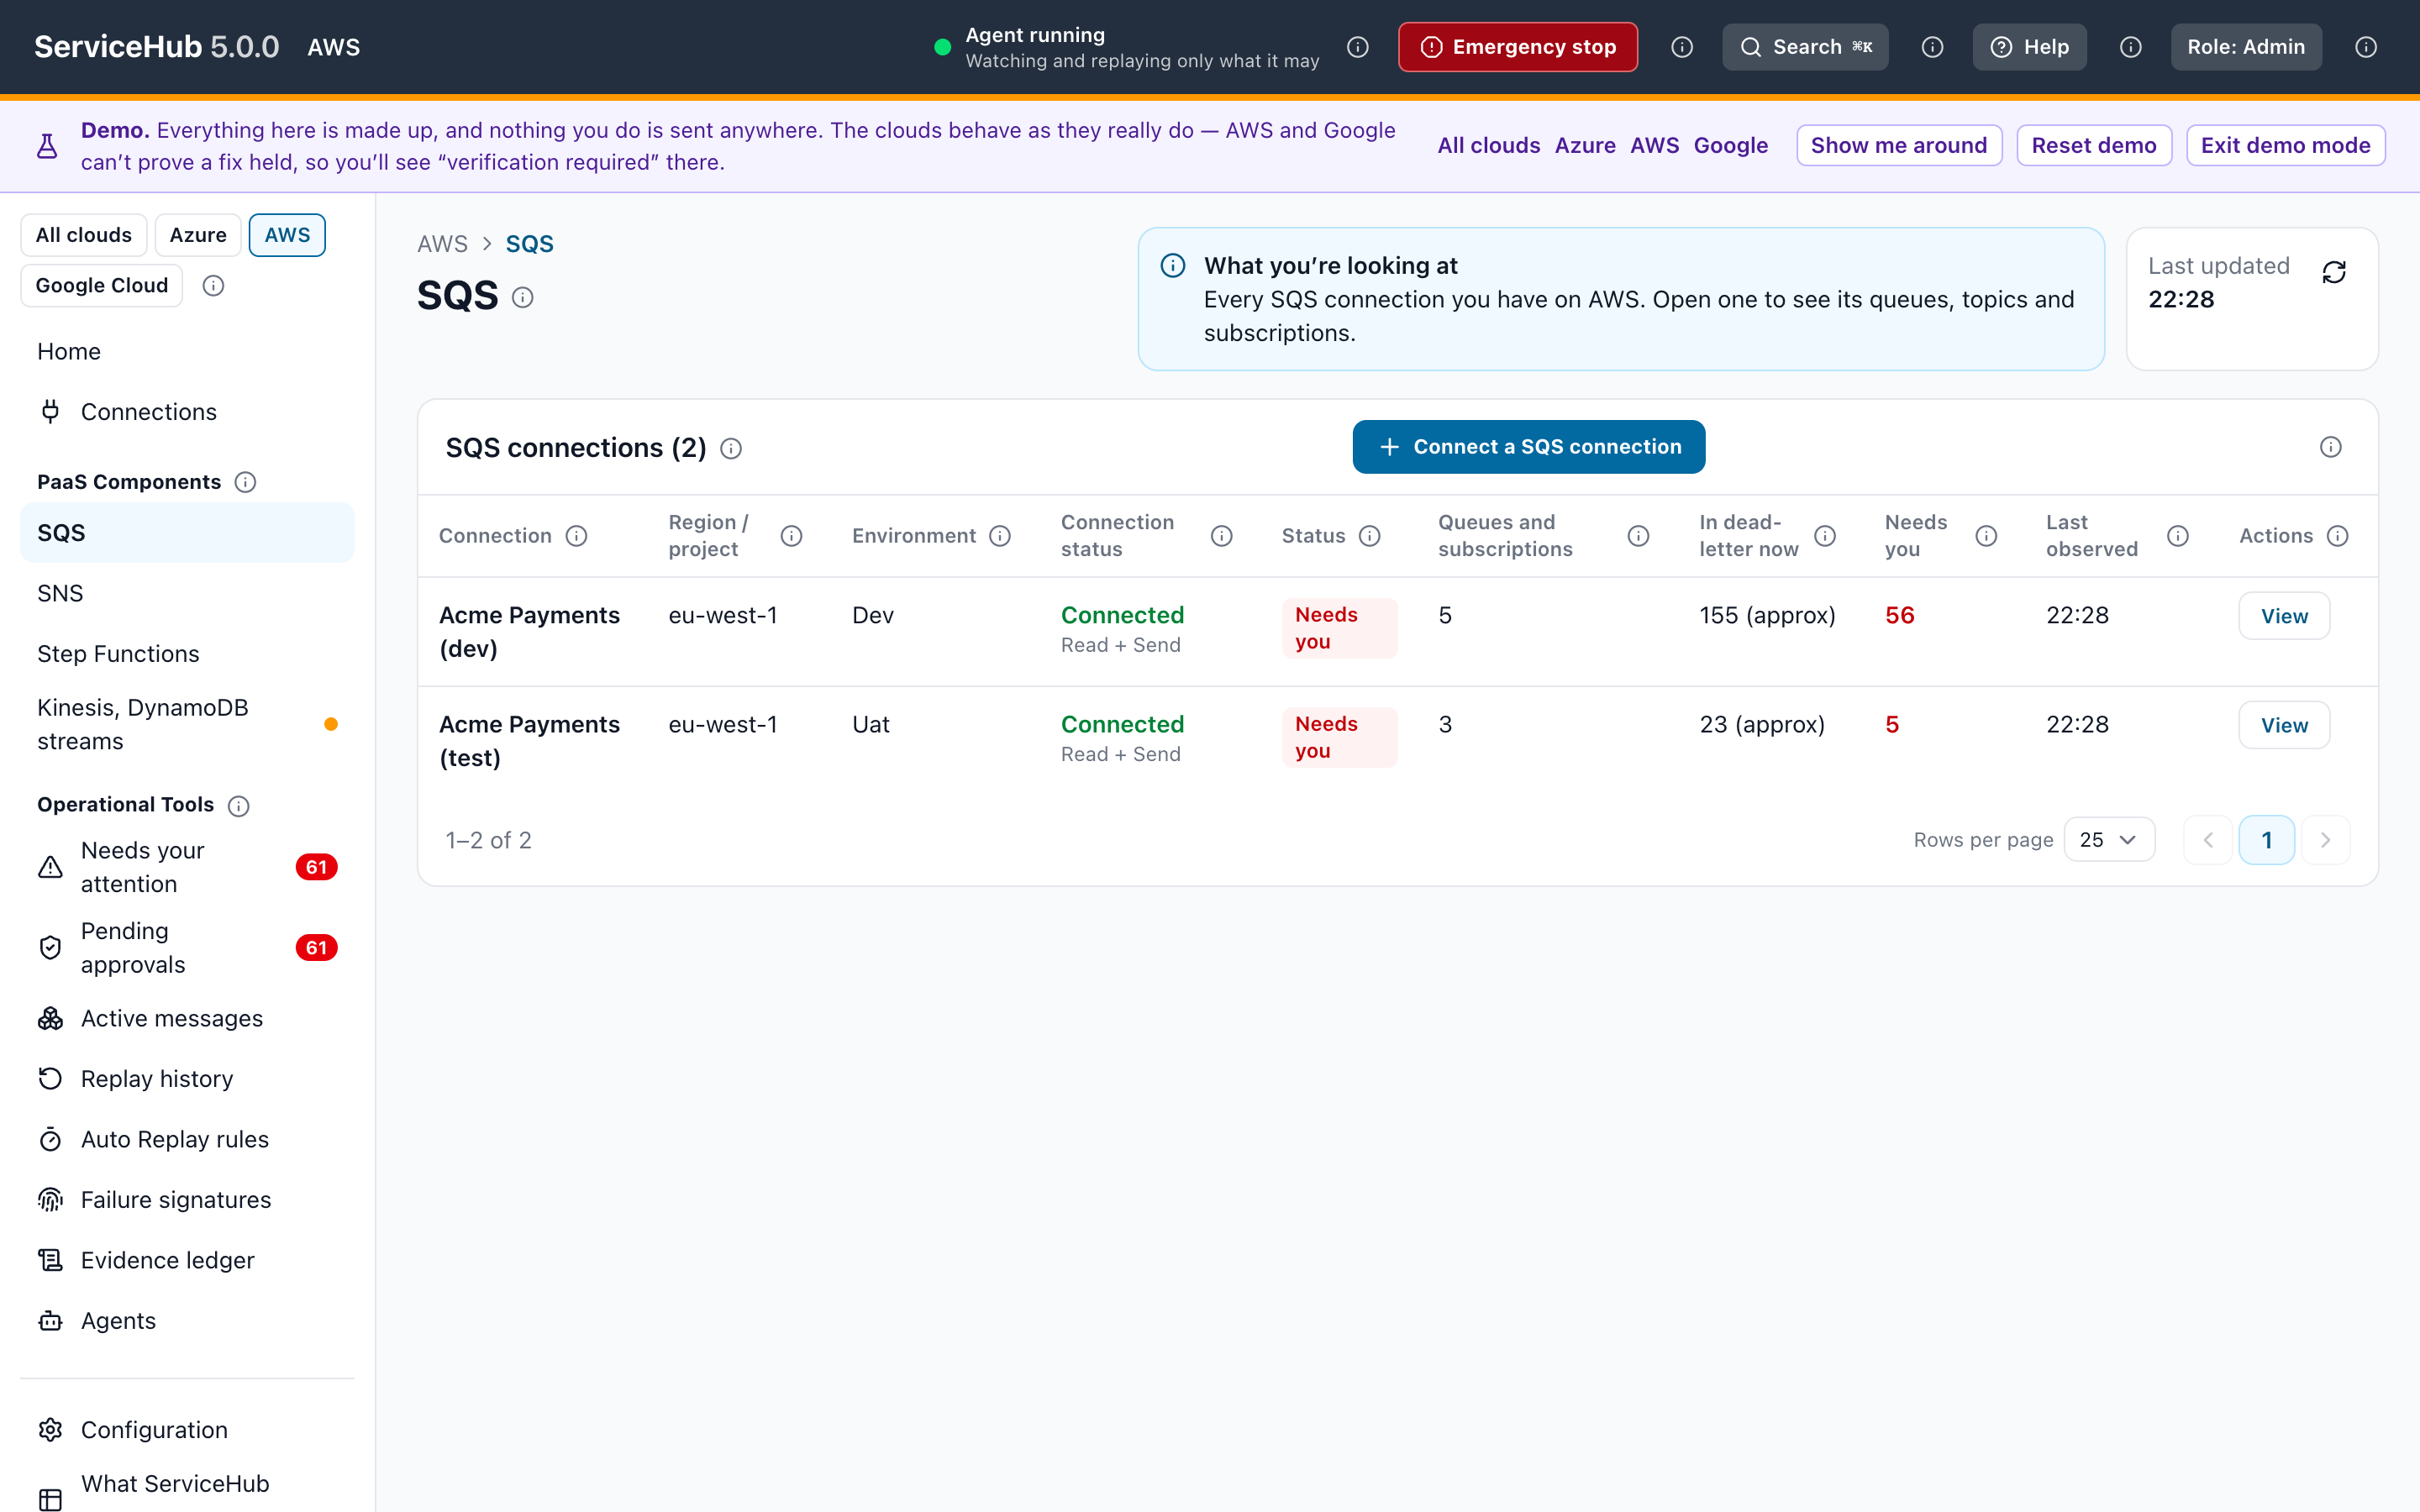 ServiceHub 5.0.0 AWS
Agent running
Watching and replaying only what it may
Emergency stop
Search ⌘K
Help
Role: Admin
Demo. Everything here is made up, and nothing you do is sent anywhere. The clouds behave as they really do — AWS and Google
can’t prove a fix held, so you’ll see “verification required” there.
All clouds Azure AWS Google
Show me around
Reset demo
Exit demo mode
All clouds
Azure
AWS
Google Cloud
Home
Connections
PaaS Components
SQS
SNS
Step Functions
Kinesis, DynamoDB
streams
Operational Tools
Needs your
attention
61
Pending
approvals
61
Active messages
Replay history
Auto Replay rules
Failure signatures
Evidence ledger
Agents
Configuration
What ServiceHub
AWS > SQS
SQS
What you’re looking at
Every SQS connection you have on AWS. Open one to see its queues, topics and
subscriptions.
Last updated
22:28
SQS connections (2)
+ Connect a SQS connection
Connection
Region /
project
Environment
Connection
status
Status
Queues and
subscriptions
In dead-
letter now
Needs
you
Last
observed
Actions
Acme Payments
(dev)
eu-west-1
Dev
Connected
Read + Send
Needs
you
5
155 (approx)
56
22:28
View
Acme Payments
(test)
eu-west-1
Uat
Connected
Read + Send
Needs
you
3
23 (approx)
5
22:28
View
1–2 of 2
Rows per page
25
1